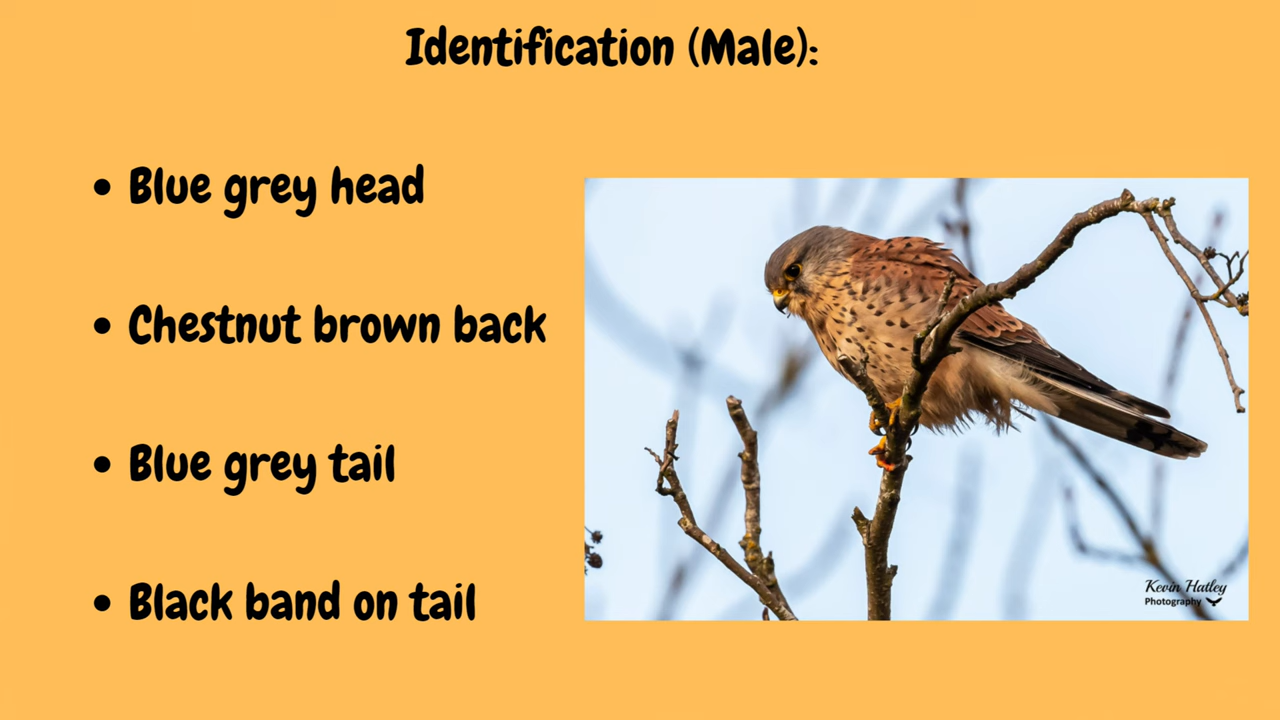 Identification (Male):
• Blue grey head
• Chestnut brown back
• Blue grey tail
• Black band on tail
Kevin Hatley
Photography